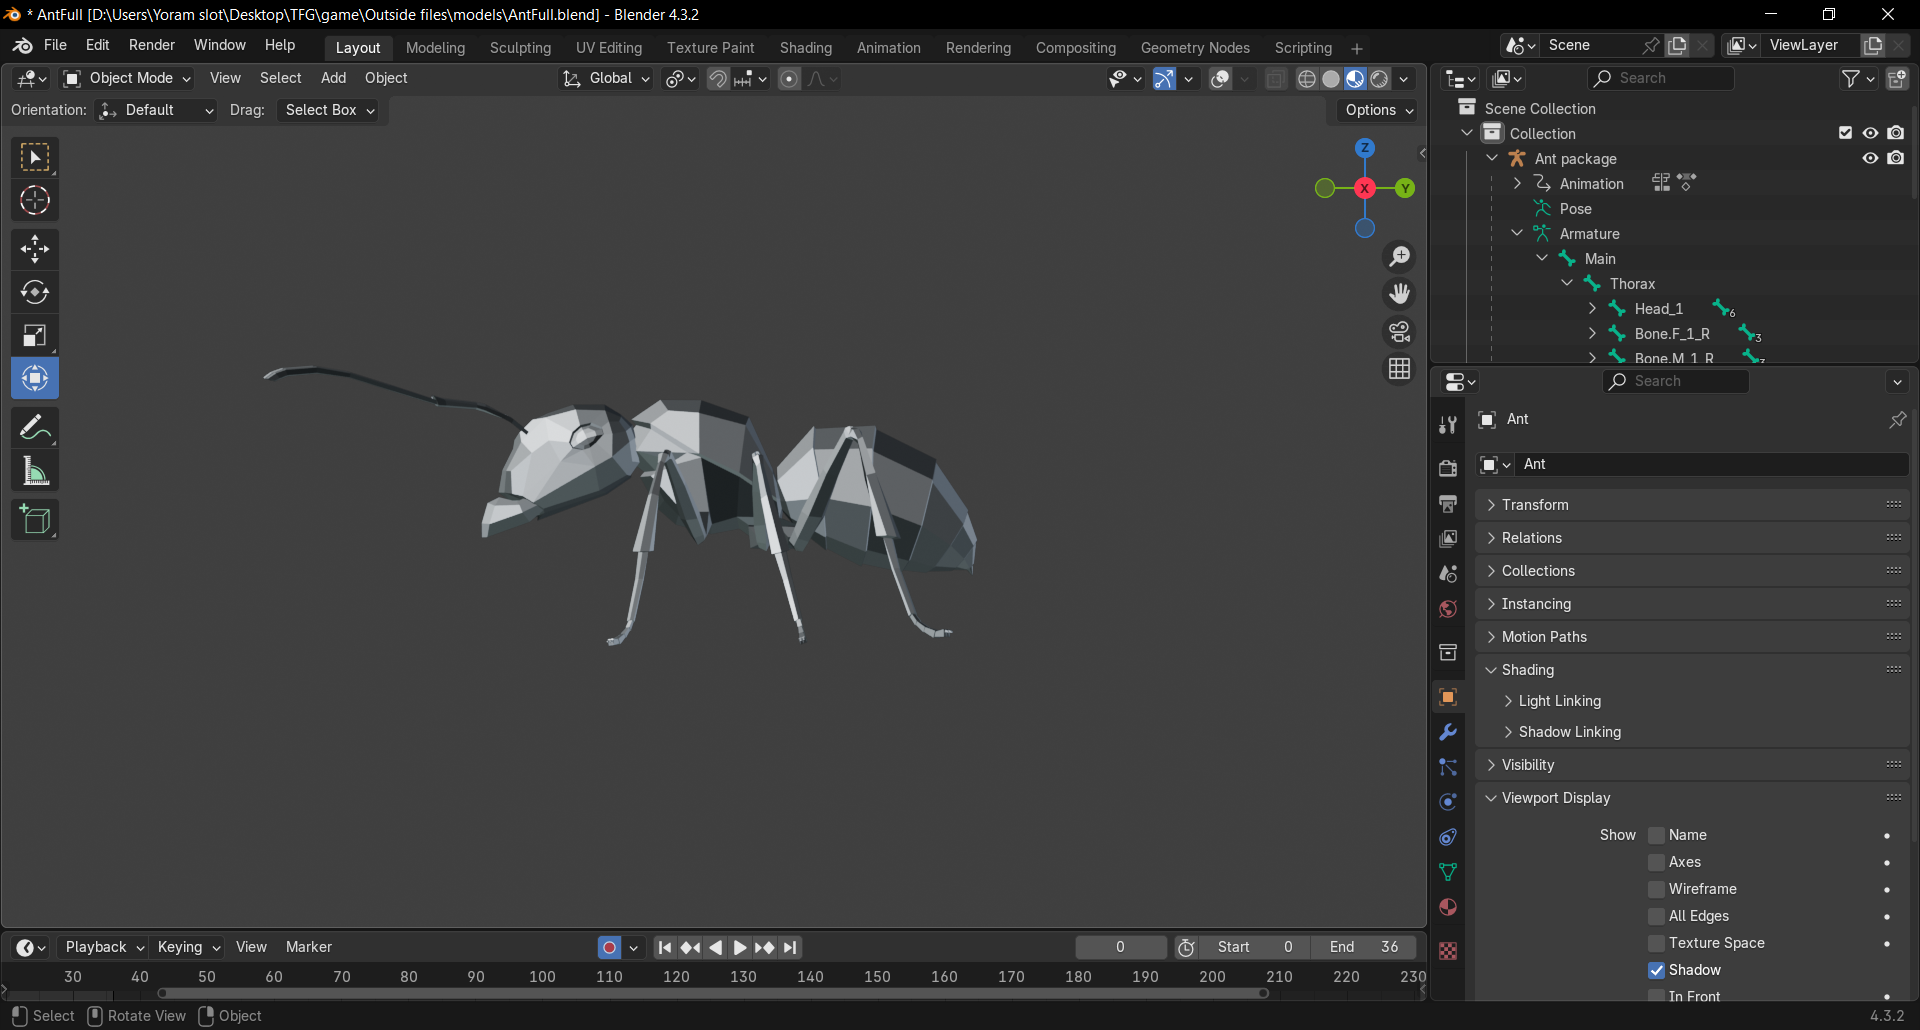 * AntFull [D:\Users\Yoram slot\Desktop\TFG\game\Outside files\models\AntFull.blend] - Blender 4.3.2
File Edit Render Window Help Layout Modeling Sculpting UV Editing Texture Paint Shading Animation Rendering Compositing Geometry Nodes Scripting + Scene ViewLayer
Object Mode View Select Add Object Global
Orientation: Default Drag: Select Box Options
Z
X Y
Search
Scene Collection
Collection
Ant package
Animation
Pose
Armature
Main
Thorax
Head_1 6
Bone.F_1_R 3
Bone.M_1_R
Search
Ant
Ant
Transform
Relations
Collections
Instancing
Motion Paths
Shading
Light Linking
Shadow Linking
Visibility
Viewport Display
Show Name
Axes
Wireframe
All Edges
Texture Space
Shadow
In Front
Playback Keying View Marker 0 Start 0 End 36
30 40 50 60 70 80 90 100 110 120 130 140 150 160 170 180 190 200 210 220 230
Select Rotate View Object 4.3.2